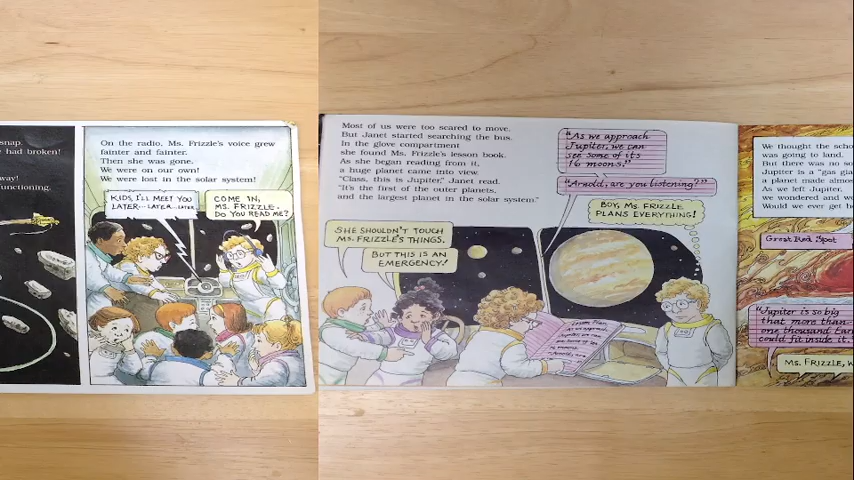 snap.
had broken!
way!
functioning.
On the radio, Ms. Frizzle's voice grew
fainter and fainter.
Then she was gone.
We were on our own!
We were lost in the solar system!
KIDS, I'LL MEET YOU
LATER...LATER...LATER...
COME IN,
MS. FRIZZLE.
DO YOU READ ME?
Most of us were too scared to move.
But Janet started searching the bus.
In the glove compartment
she found Ms. Frizzle's lesson book.
As she began reading from it,
a huge planet came into view.
"Class, this is Jupiter," Janet read.
"It's the first of the outer planets,
and the largest planet in the solar system."
"As we approach
Jupiter, we can
see some of its
16 moons."
"Arnold, are you listening?"
BOY, MS. FRIZZLE
PLANS EVERYTHING!
SHE SHOULDN'T TOUCH
MS. FRIZZLE'S THINGS.
BUT THIS IS AN
EMERGENCY!
We thought the scho
was going to land.
But there was no so
Jupiter is a "gas gia
a planet made almos
As we left Jupiter,
we wondered and wo
Would we ever get h
Great Red Spot
"Jupiter is so big
that more than
one thousand Ear
could fit inside it.
MS. FRIZZLE, W